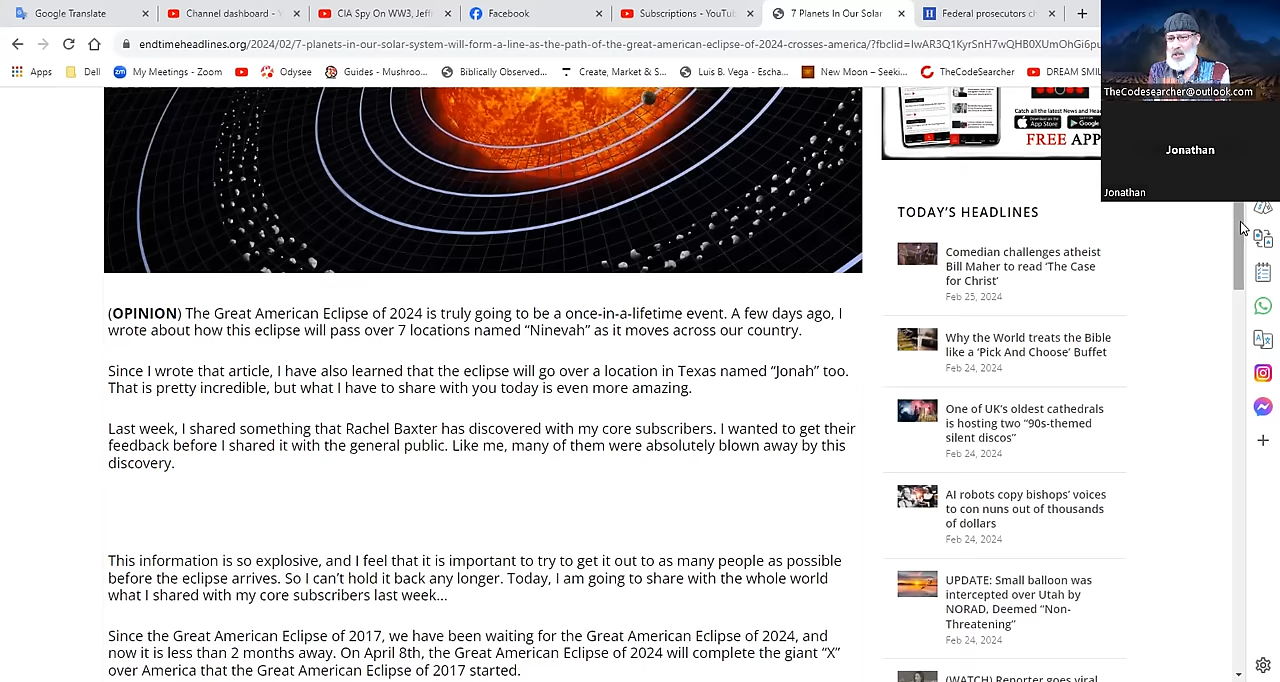 Google Translate
Channel dashboard -
CIA Spy On WW3, Jeff
Facebook
Subscriptions - YouTu
7 Planets In Our Solar
Federal prosecutors c
endtimeheadlines.org/2024/02/7-planets-in-our-solar-system-will-form-a-line-as-the-path-of-the-great-american-eclipse-of-2024-crosses-america/?fbclid=IwAR3Q1KyrSnH7wQHB0XUmOhGi6pu
Apps
Dell
My Meetings - Zoom
Odysee
Guides - Mushroo...
Biblically Observed...
Create, Market & S...
Luis B. Vega - Escha...
New Moon – Seeki...
TheCodeSearcher
DREAM SMIL
TheCodesearcher@outlook.com
Jonathan
Jonathan
Catch all the latest News and Head
App Store
Google
FREE APP
(OPINION) The Great American Eclipse of 2024 is truly going to be a once-in-a-lifetime event. A few days ago, I
wrote about how this eclipse will pass over 7 locations named “Ninevah” as it moves across our country.
Since I wrote that article, I have also learned that the eclipse will go over a location in Texas named “Jonah” too.
That is pretty incredible, but what I have to share with you today is even more amazing.
Last week, I shared something that Rachel Baxter has discovered with my core subscribers. I wanted to get their
feedback before I shared it with the general public. Like me, many of them were absolutely blown away by this
discovery.
This information is so explosive, and I feel that it is important to try to get it out to as many people as possible
before the eclipse arrives. So I can’t hold it back any longer. Today, I am going to share with the whole world
what I shared with my core subscribers last week…
Since the Great American Eclipse of 2017, we have been waiting for the Great American Eclipse of 2024, and
now it is less than 2 months away. On April 8th, the Great American Eclipse of 2024 will complete the giant “X”
over America that the Great American Eclipse of 2017 started.
TODAY’S HEADLINES
Comedian challenges atheist
Bill Maher to read ‘The Case
for Christ’
Feb 25, 2024
Why the World treats the Bible
like a ‘Pick And Choose’ Buffet
Feb 24, 2024
One of UK’s oldest cathedrals
is hosting two “90s-themed
silent discos”
Feb 24, 2024
AI robots copy bishops’ voices
to con nuns out of thousands
of dollars
Feb 24, 2024
UPDATE: Small balloon was
intercepted over Utah by
NORAD, Deemed “Non-
Threatening”
Feb 24, 2024
(WATCH) Reporter goes viral